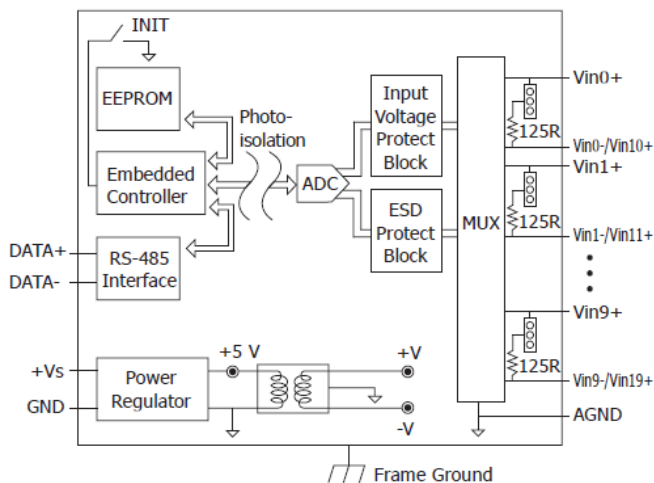 INIT
EEPROM
Photo-
isolation
Embedded
Controller
DATA+
DATA-
RS-485
Interface
ADC
Input
Voltage
Protect
Block
ESD
Protect
Block
MUX
Vin0+
125R
Vin0-/Vin10+
Vin1+
125R
Vin1-/Vin11+
Vin9+
125R
Vin9-/Vin19+
AGND
+Vs
GND
Power
Regulator
+5 V
+V
-V
Frame Ground